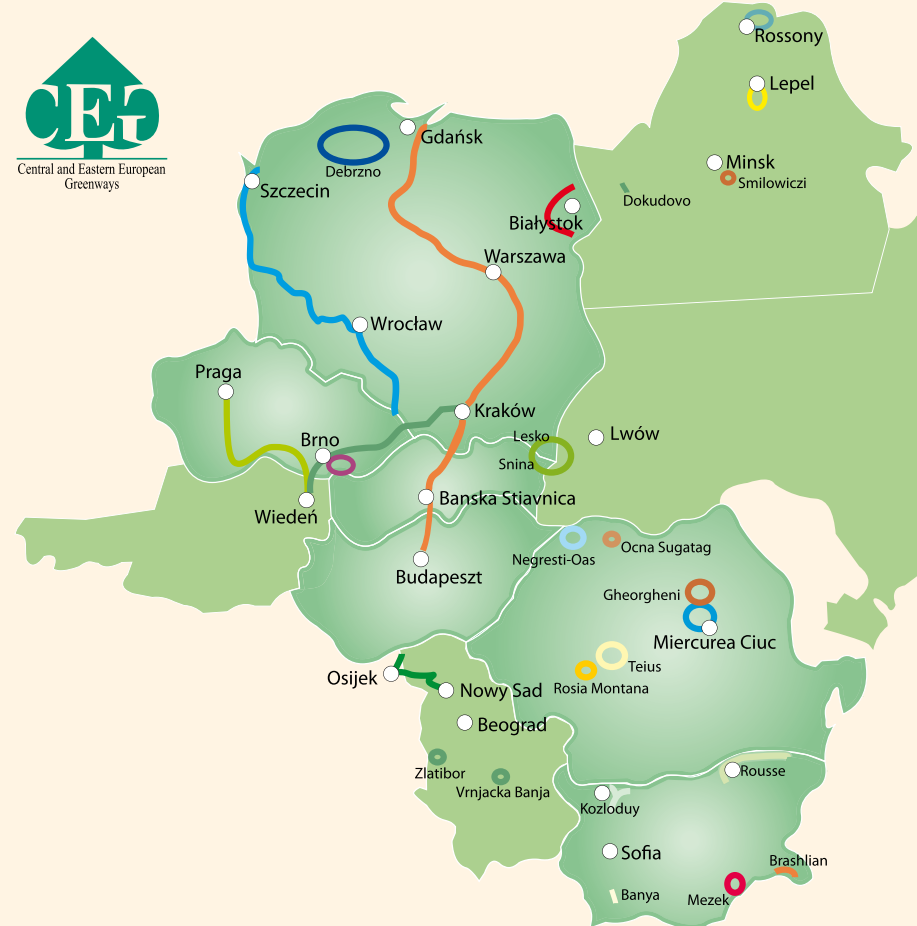 CEG
Central and Eastern European
Greenways
Rossony
Lepel
Gdańsk
Debrzno
Minsk
Smilowiczi
Szczecin
Dokudovo
Białystok
Warszawa
Wrocław
Praga
Kraków
Lesko
Lwów
Brno
Snina
Banska Stiavnica
Wiedeń
Negresti-Oas
Ocna Sugatag
Budapeszt
Gheorgheni
Miercurea Ciuc
Teius
Osijek
Rosia Montana
Nowy Sad
Beograd
Zlatibor
Rousse
Vrnjacka Banja
Kozloduy
Sofia
Brashlian
Banya
Mezek